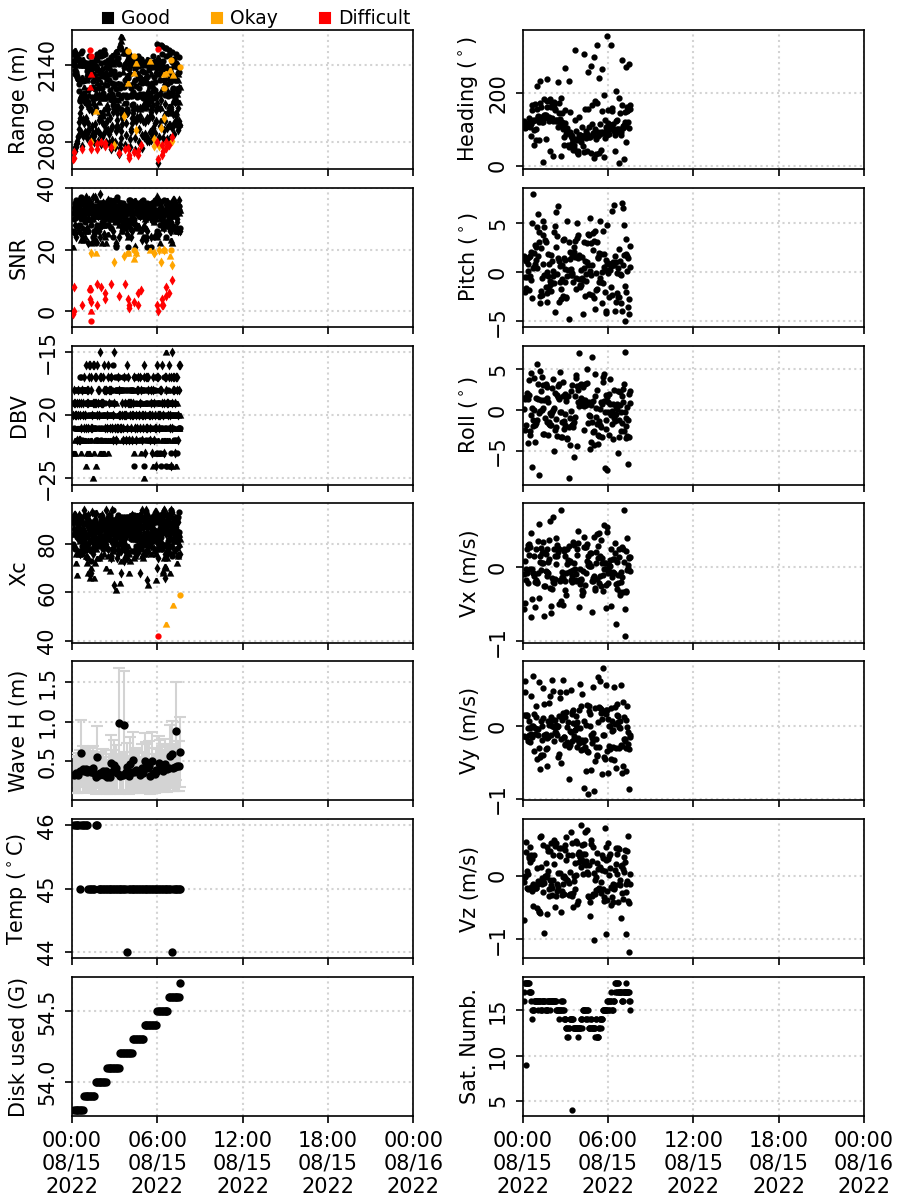 Good Okay Difficult
Range (m)
2140
2080
Heading (°)
200
0
SNR
40
20
0
Pitch (°)
5
0
−5
DBV
−15
−20
−25
Roll (°)
5
0
−5
Xc
80
60
40
Vx (m/s)
0
−1
Wave H (m)
1.5
1.0
0.5
Vy (m/s)
0
−1
Temp (°C)
46
45
44
Vz (m/s)
0
−1
Disk used (G)
54.5
54.0
Sat. Numb.
15
10
5
00:00 06:00 12:00 18:00 00:00
08/15 08/15 08/15 08/15 08/16
2022 2022 2022 2022 2022
00:00 06:00 12:00 18:00 00:00
08/15 08/15 08/15 08/15 08/16
2022 2022 2022 2022 2022